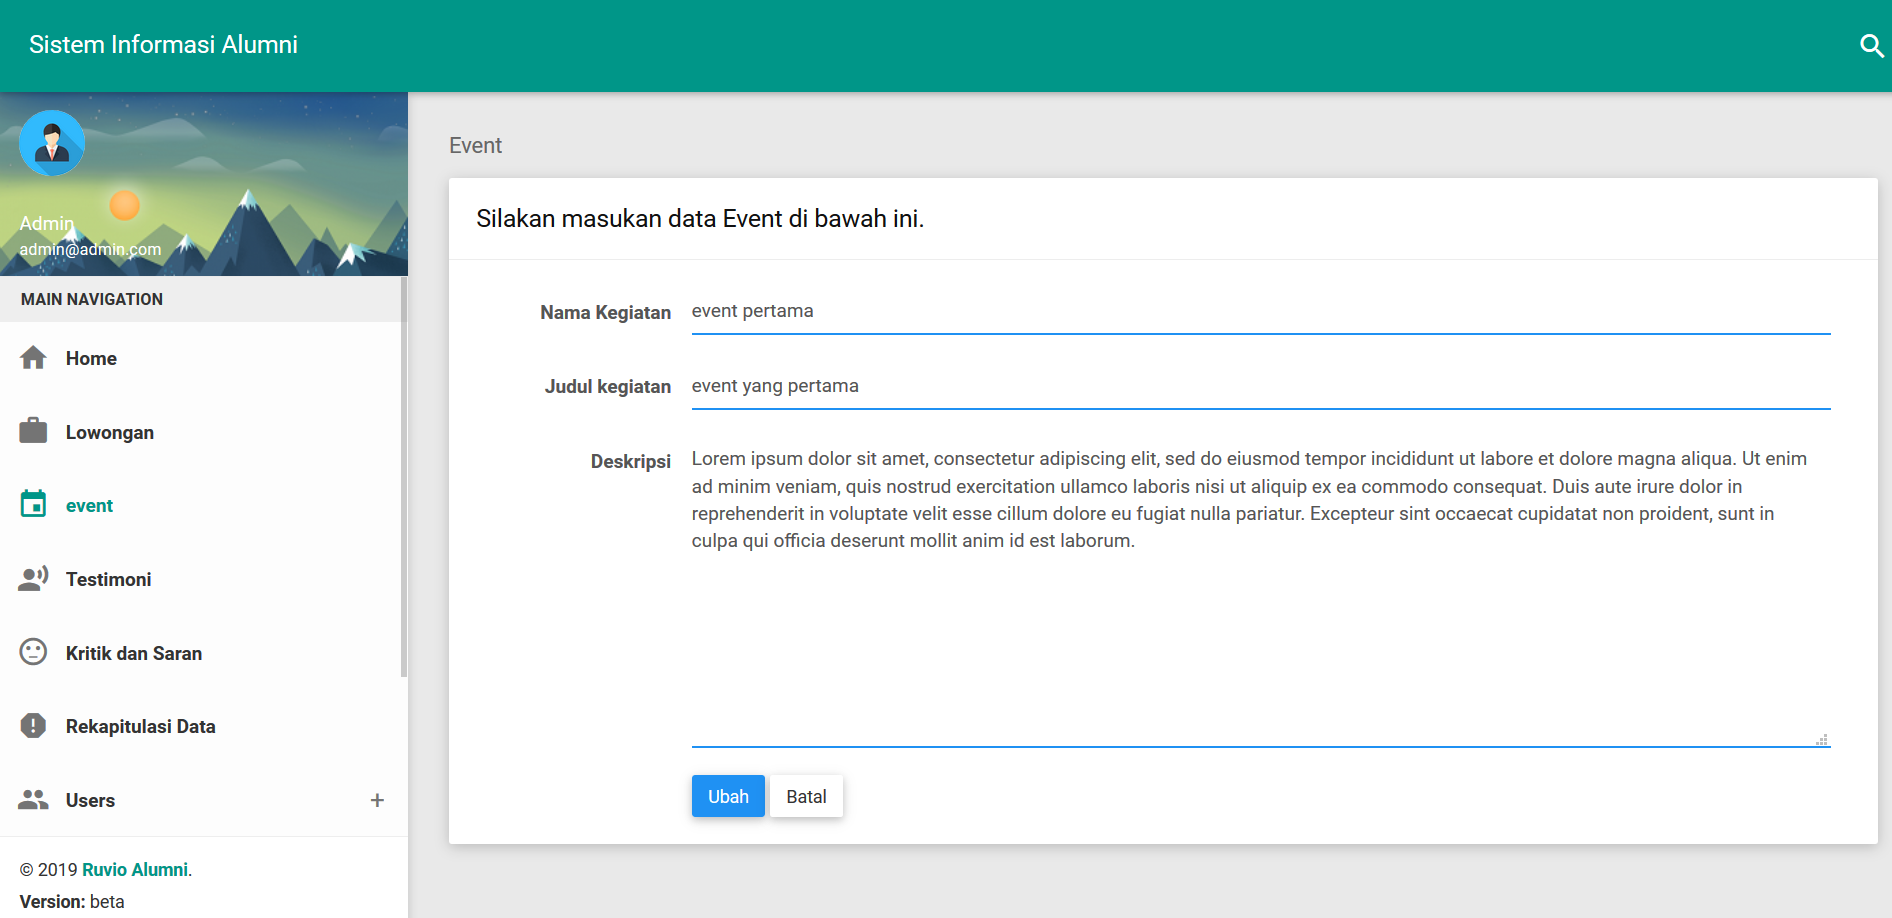 Sistem Informasi Alumni
Admin
admin@admin.com
MAIN NAVIGATION
Home
Lowongan
event
Testimoni
Kritik dan Saran
Rekapitulasi Data
Users +
© 2019 Ruvio Alumni.
Version: beta
Event
Silakan masukan data Event di bawah ini.
Nama Kegiatan event pertama
Judul kegiatan event yang pertama
Deskripsi Lorem ipsum dolor sit amet, consectetur adipiscing elit, sed do eiusmod tempor incididunt ut labore et dolore magna aliqua. Ut enim
ad minim veniam, quis nostrud exercitation ullamco laboris nisi ut aliquip ex ea commodo consequat. Duis aute irure dolor in
reprehenderit in voluptate velit esse cillum dolore eu fugiat nulla pariatur. Excepteur sint occaecat cupidatat non proident, sunt in
culpa qui officia deserunt mollit anim id est laborum.
Ubah Batal